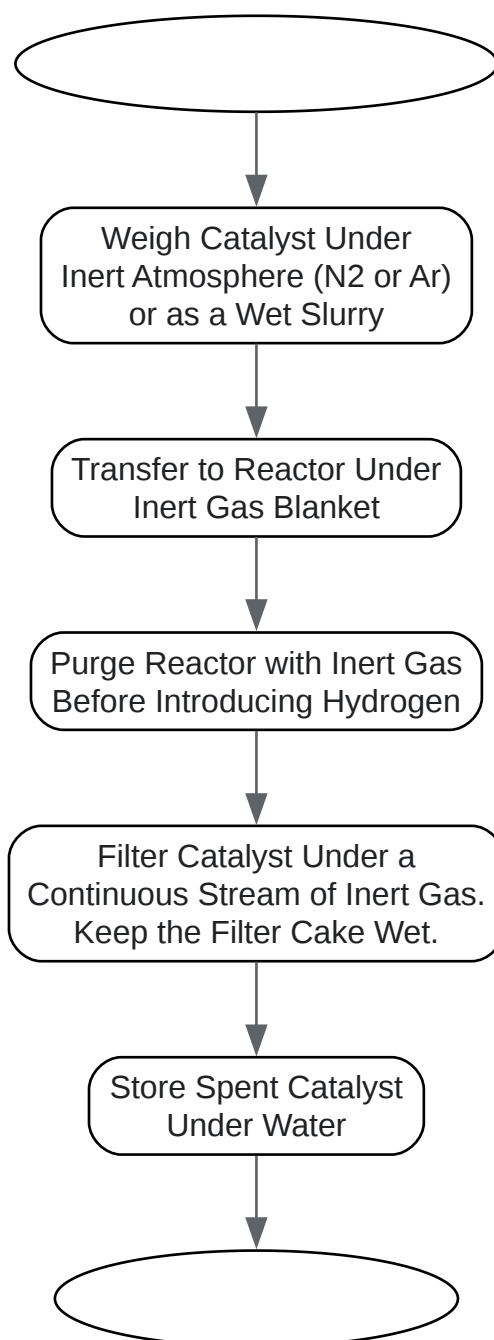 Weigh Catalyst Under
Inert Atmosphere (N2 or Ar)
or as a Wet Slurry
Transfer to Reactor Under
Inert Gas Blanket
Purge Reactor with Inert Gas
Before Introducing Hydrogen
Filter Catalyst Under a
Continuous Stream of Inert Gas.
Keep the Filter Cake Wet.
Store Spent Catalyst
Under Water